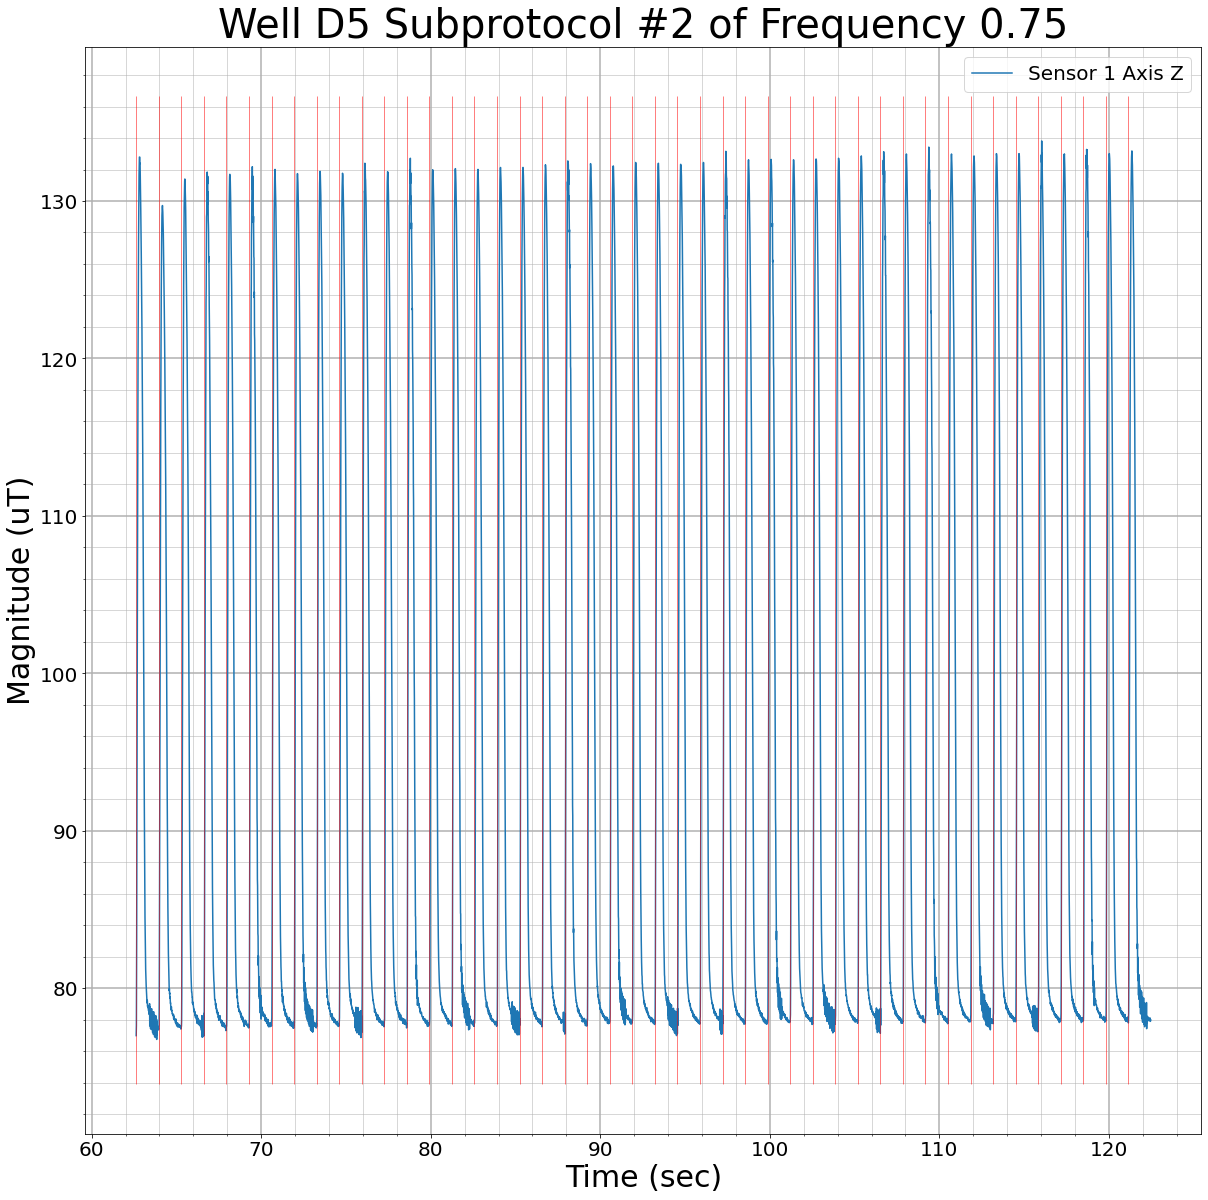 Well D5 Subprotocol #2 of Frequency 0.75
Sensor 1 Axis Z
Magnitude (uT)
130
120
110
100
90
80
60 70 80 90 100 110 120
Time (sec)